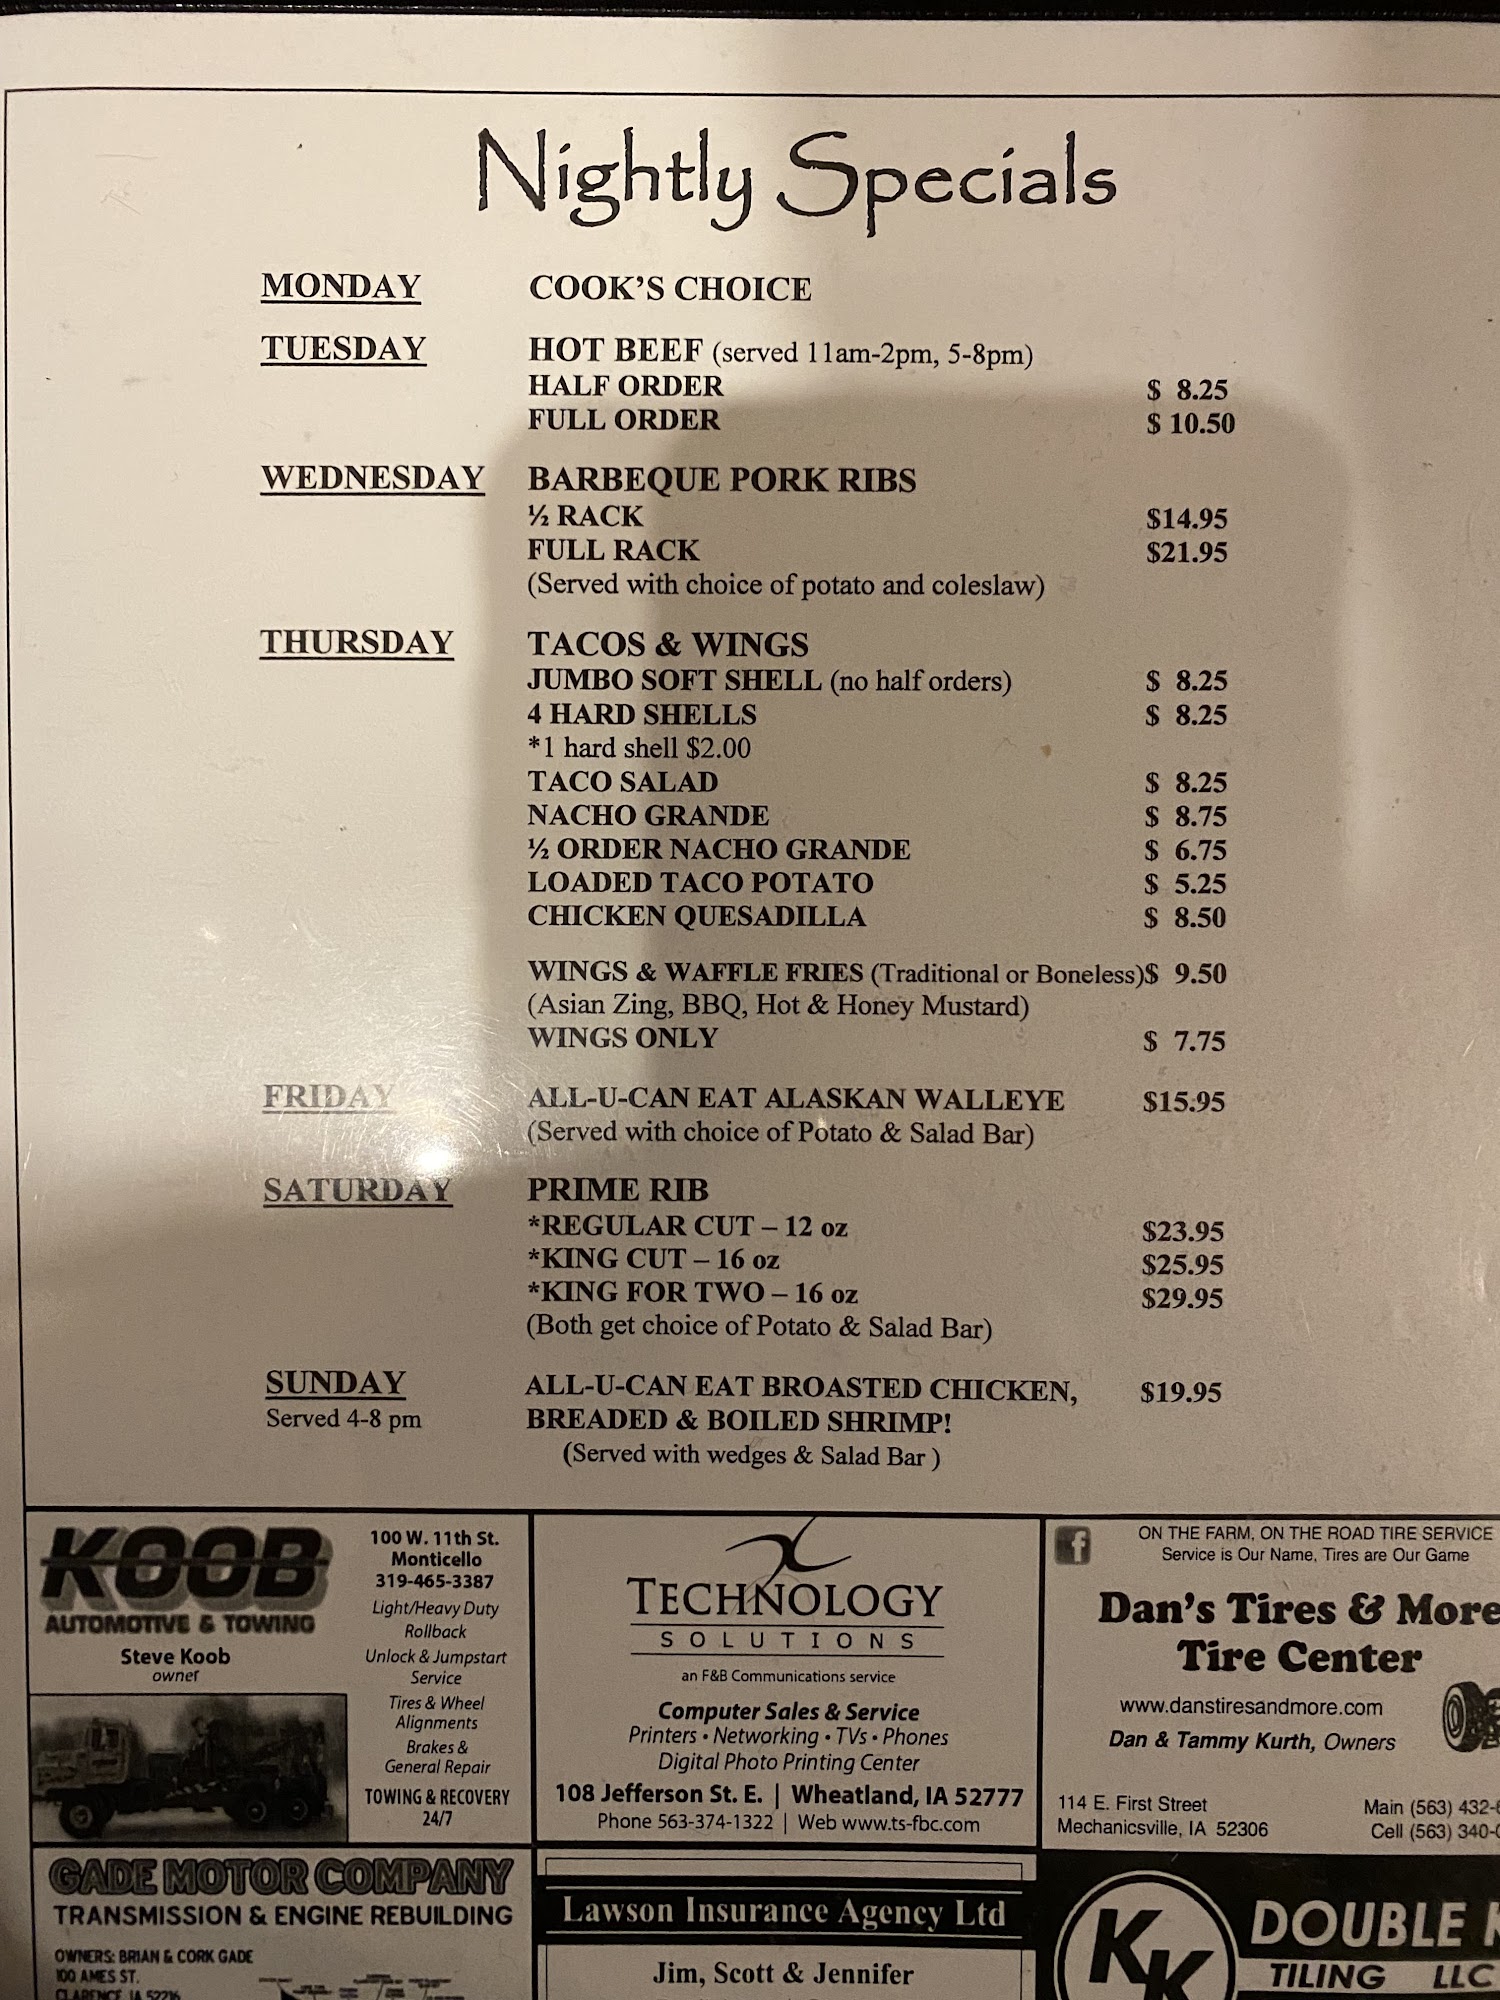 Nightly Specials
MONDAY COOK'S CHOICE
TUESDAY HOT BEEF (served 11am-2pm, 5-8pm)
HALF ORDER $ 8.25
FULL ORDER $ 10.50
WEDNESDAY BARBEQUE PORK RIBS
½ RACK $14.95
FULL RACK $21.95
(Served with choice of potato and coleslaw)
THURSDAY TACOS & WINGS
JUMBO SOFT SHELL (no half orders) $ 8.25
4 HARD SHELLS $ 8.25
*1 hard shell $2.00
TACO SALAD $ 8.25
NACHO GRANDE $ 8.75
½ ORDER NACHO GRANDE $ 6.75
LOADED TACO POTATO $ 5.25
CHICKEN QUESADILLA $ 8.50
WINGS & WAFFLE FRIES (Traditional or Boneless)$ 9.50
(Asian Zing, BBQ, Hot & Honey Mustard)
WINGS ONLY $ 7.75
FRIDAY ALL-U-CAN EAT ALASKAN WALLEYE $15.95
(Served with choice of Potato & Salad Bar)
SATURDAY PRIME RIB
*REGULAR CUT – 12 oz $23.95
*KING CUT – 16 oz $25.95
*KING FOR TWO – 16 oz $29.95
(Both get choice of Potato & Salad Bar)
SUNDAY ALL-U-CAN EAT BROASTED CHICKEN, $19.95
Served 4-8 pm BREADED & BOILED SHRIMP!
(Served with wedges & Salad Bar )
KOOB
AUTOMOTIVE & TOWING
Steve Koob
owner
100 W. 11th St.
Monticello
319-465-3387
Light/Heavy Duty
Rollback
Unlock & Jumpstart
Service
Tires & Wheel
Alignments
Brakes &
General Repair
TOWING & RECOVERY
24/7
TECHNOLOGY
SOLUTIONS
an F&B Communications service
Computer Sales & Service
Printers • Networking • TVs • Phones
Digital Photo Printing Center
108 Jefferson St. E. | Wheatland, IA 52777
Phone 563-374-1322 | Web www.ts-fbc.com
f
ON THE FARM, ON THE ROAD TIRE SERVICE
Service is Our Name, Tires are Our Game
Dan's Tires & More
Tire Center
www.danstiresandmore.com
Dan & Tammy Kurth, Owners
114 E. First Street Main (563) 432-
Mechanicsville, IA 52306 Cell (563) 340-
GADE MOTOR COMPANY
TRANSMISSION & ENGINE REBUILDING
OWNERS: BRIAN & CORK GADE
100 AMES ST.
CLARENCE, IA 52216
Lawson Insurance Agency Ltd
Jim, Scott & Jennifer
KK
DOUBLE K
TILING LLC